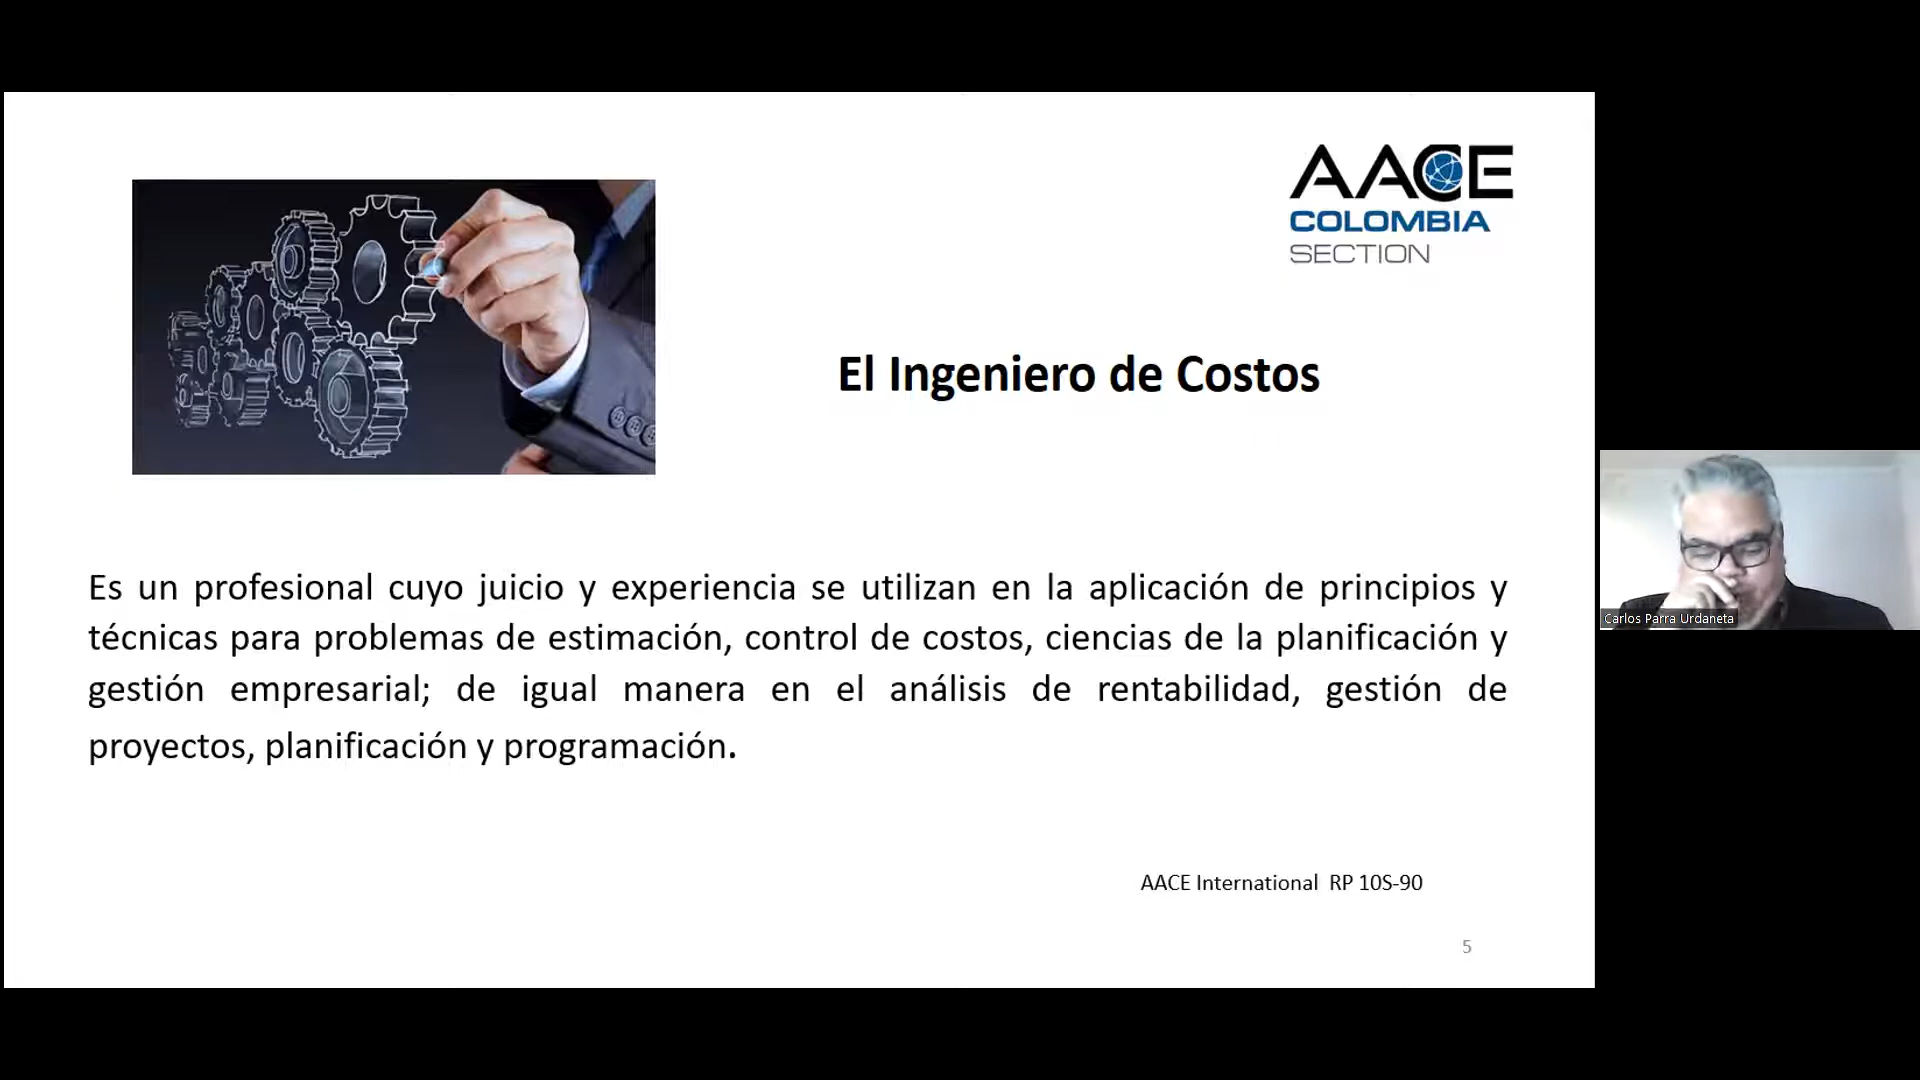 AACE
COLOMBIA
SECTION
El Ingeniero de Costos
Es un profesional cuyo juicio y experiencia se utilizan en la aplicación de principios y
técnicas para problemas de estimación, control de costos, ciencias de la planificación y
gestión empresarial; de igual manera en el análisis de rentabilidad, gestión de
proyectos, planificación y programación.
AACE International RP 10S-90
5
Carlos Parra Urdaneta